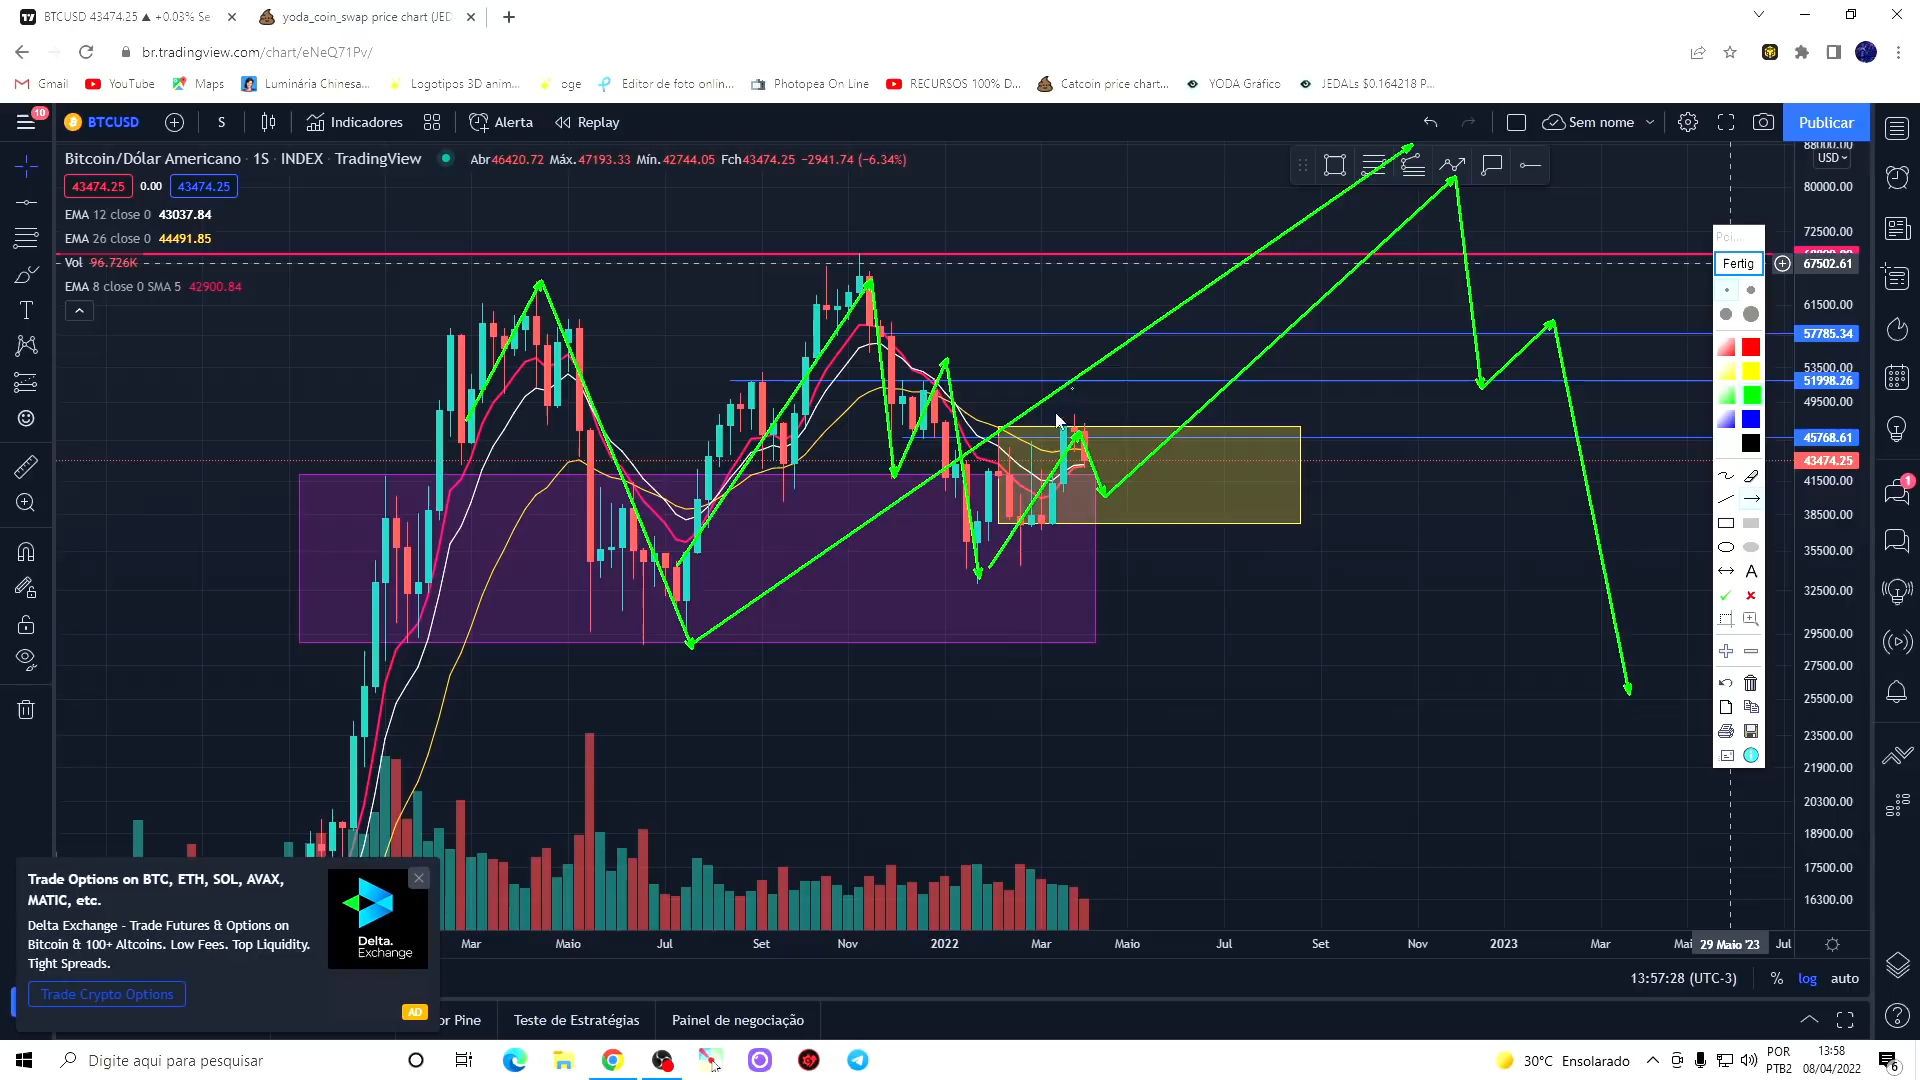 BTCUSD 43474.25 ▲ +0.03% Se
yoda_coin_swap price chart (JED
br.tradingview.com/chart/eNeQ71Pv/
Gmail
YouTube
Maps
Luminária Chinesa...
Logotipos 3D anim...
oge
Editor de foto onlin...
Photopea On Line
RECURSOS 100% D...
Catcoin price chart...
YODA Gráfico
JEDALs $0.164218 P...
10
BTCUSD
S
Indicadores
Alerta
Replay
Sem nome
Publicar
Bitcoin/Dólar Americano · 1S · INDEX · TradingView
Abr46420.72 Máx.47193.33 Mín.42744.05 Fch43474.25 −2941.74 (−6.34%)
43474.25 0.00 43474.25
EMA 12 close 0 43037.84
EMA 26 close 0 44491.85
Vol 96.726K
EMA 8 close 0 SMA 5 42900.84
USD
80000.00
72500.00
67502.61
61500.00
57785.34
53500.00
51998.26
49500.00
45768.61
43474.25
41500.00
38500.00
35500.00
32500.00
29500.00
27500.00
25500.00
23500.00
21900.00
20300.00
18900.00
17500.00
16300.00
Fertig
A
1
Trade Options on BTC, ETH, SOL, AVAX,
MATIC, etc.
Delta Exchange - Trade Futures & Options on
Bitcoin & 100+ Altcoins. Low Fees. Top Liquidity.
Tight Spreads.
Trade Crypto Options
Delta.
Exchange
AD
Mar
Maio
Jul
Set
Nov
2022
Mar
Maio
Jul
Set
Nov
2023
Mar
Mai
29 Maio '23
Jul
13:57:28 (UTC-3)
%
log
auto
or Pine
Teste de Estratégias
Painel de negociação
Digite aqui para pesquisar
30°C Ensolarado
POR
PTB2
13:58
08/04/2022
6